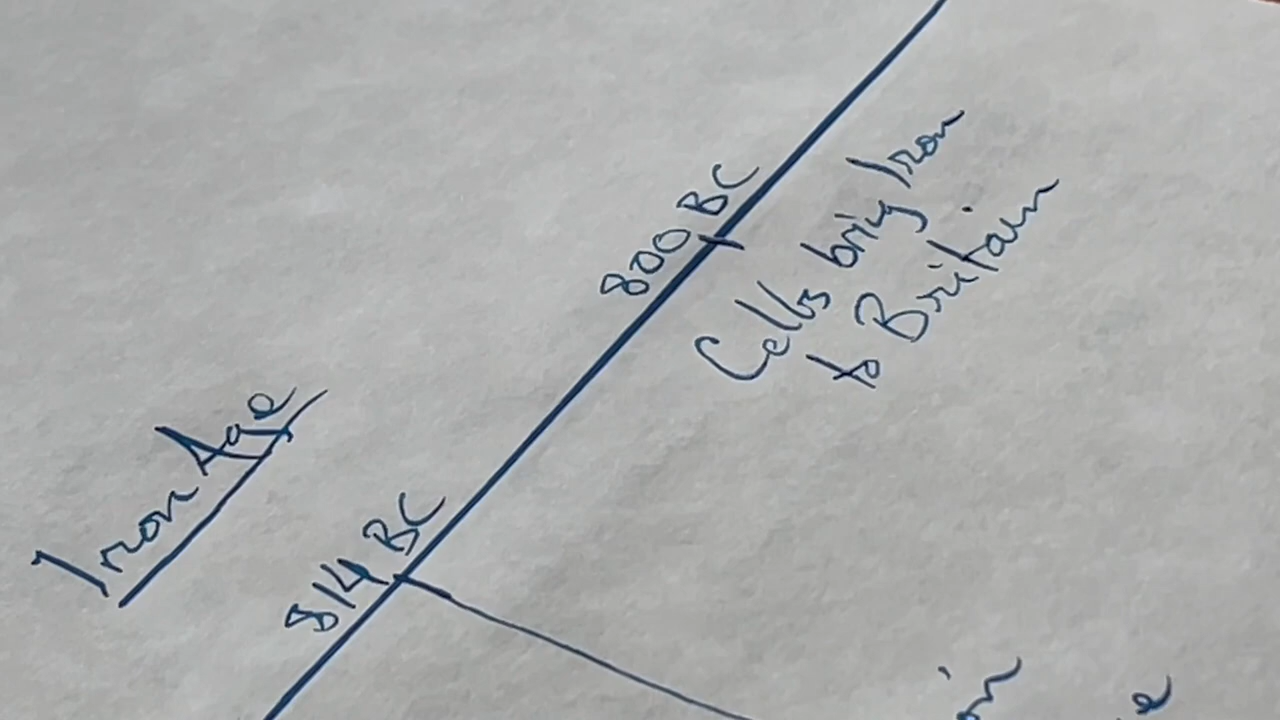 800 BC
Celts bring Iron
to Britain
Iron Age
814 BC